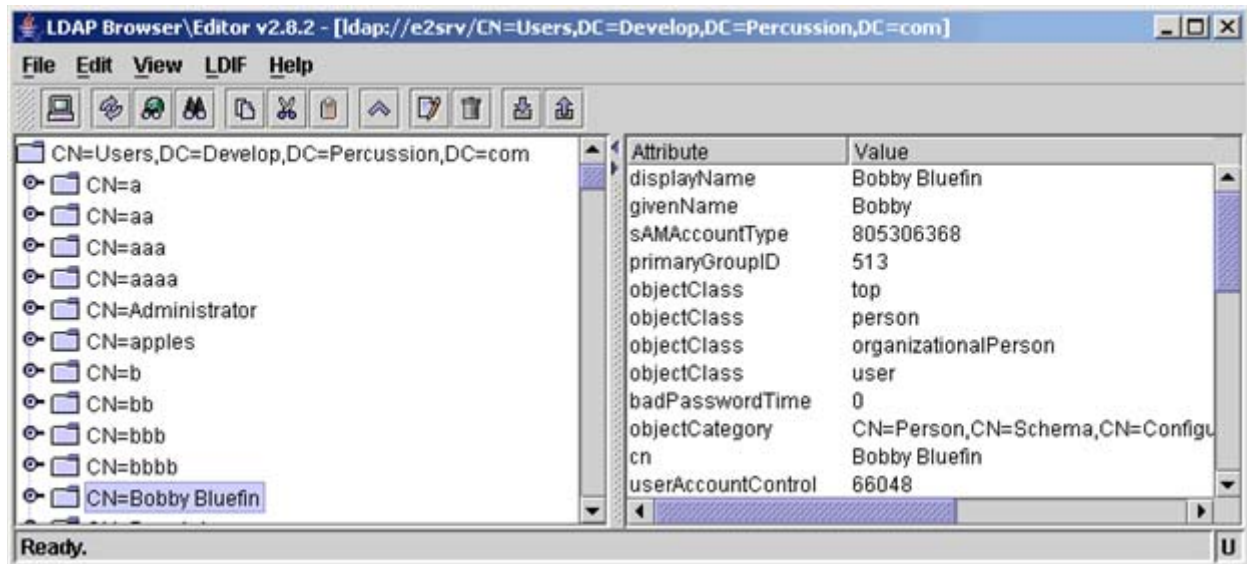 LDAP Browser\Editor v2.8.2 - [ldap://e2srv/CN=Users,DC=Develop,DC=Percussion,DC=com]
File Edit View LDIF Help
CN=Users,DC=Develop,DC=Percussion,DC=com
CN=a
CN=aa
CN=aaa
CN=aaaa
CN=Administrator
CN=apples
CN=b
CN=bb
CN=bbb
CN=bbbb
CN=Bobby Bluefin
Attribute Value
displayName Bobby Bluefin
givenName Bobby
sAMAccountType 805306368
primaryGroupID 513
objectClass top
objectClass person
objectClass organizationalPerson
objectClass user
badPasswordTime 0
objectCategory CN=Person,CN=Schema,CN=Configu
cn Bobby Bluefin
userAccountControl 66048
Ready. U